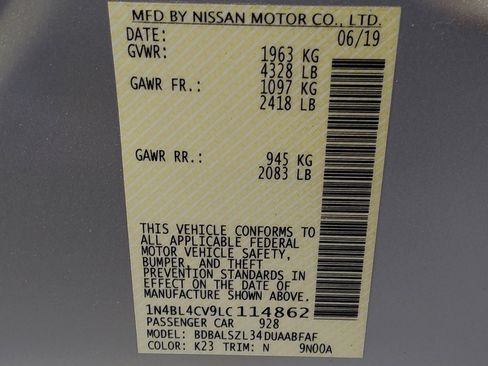 MFD BY NISSAN MOTOR CO., LTD.
DATE: 06/19
GVWR: 1963 KG
4328 LB
GAWR FR.: 1097 KG
2418 LB
GAWR RR.: 945 KG
2083 LB
THIS VEHICLE CONFORMS TO
ALL APPLICABLE FEDERAL
MOTOR VEHICLE SAFETY,
BUMPER, AND THEFT
PREVENTION STANDARDS IN
EFFECT ON THE DATE OF
MANUFACTURE SHOWN ABOVE.
1N4BL4CV9LC114862
PASSENGER CAR 928
MODEL: BDBALSZL34DUAABFAF
COLOR: K23 TRIM: N 9N00A